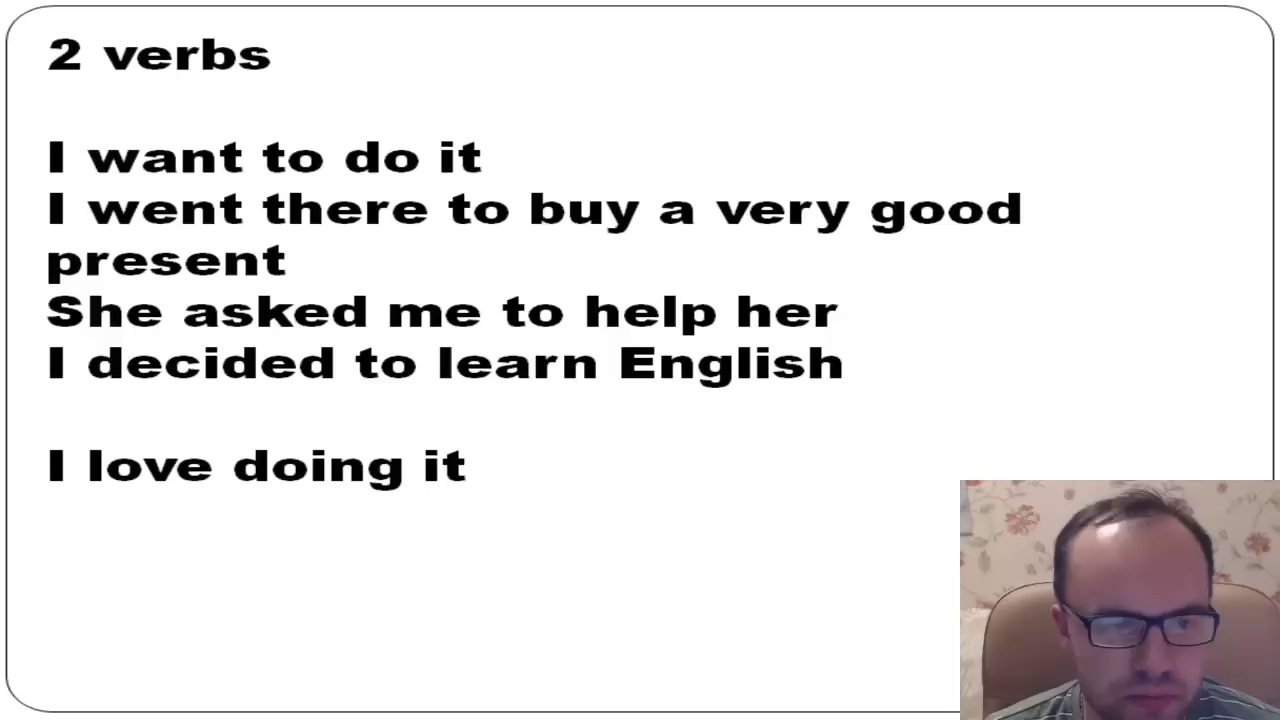 2 verbs
I want to do it
I went there to buy a very good
present
She asked me to help her
I decided to learn English
I love doing it